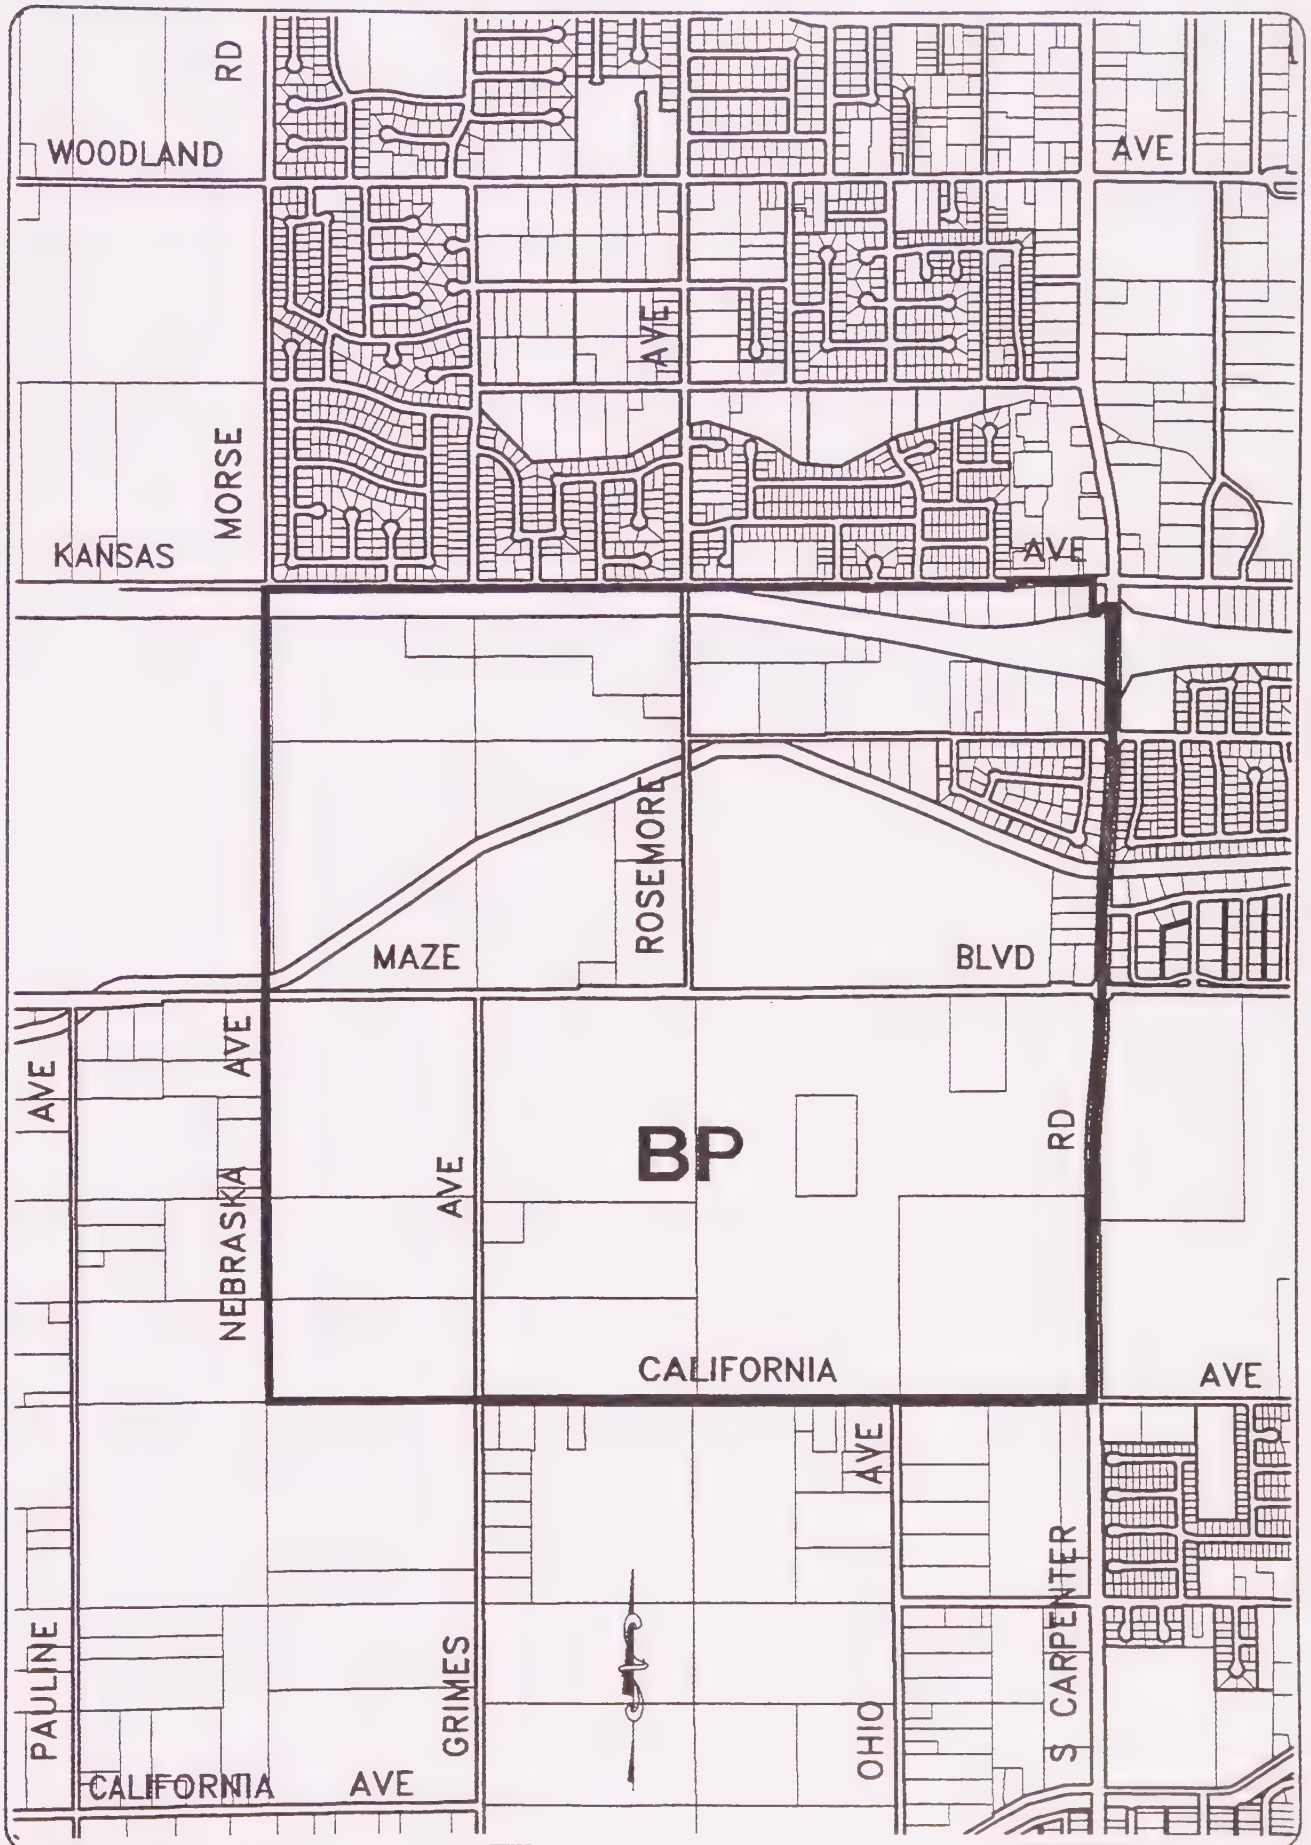 RD
WOODLAND AVE
AVE
MORSE
KANSAS AVE
ROSEMORE
MAZE BLVD
AVE
AVE
RD
BP
AVE
NEBRASKA
CALIFORNIA AVE
AVE
S CARPENTER
PAULINE
GRIMES
OHIO
CALIFORNIA AVE